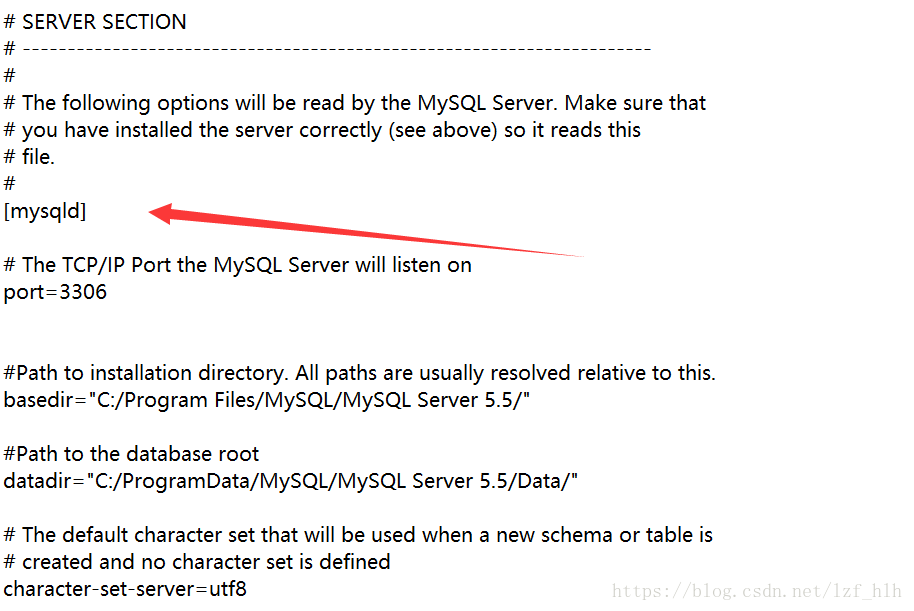 # SERVER SECTION
# ----------------------------------------------------------------------
#
# The following options will be read by the MySQL Server. Make sure that
# you have installed the server correctly (see above) so it reads this
# file.
#
[mysqld]
# The TCP/IP Port the MySQL Server will listen on
port=3306
#Path to installation directory. All paths are usually resolved relative to this.
basedir="C:/Program Files/MySQL/MySQL Server 5.5/"
#Path to the database root
datadir="C:/ProgramData/MySQL/MySQL Server 5.5/Data/"
# The default character set that will be used when a new schema or table is
# created and no character set is defined
character-set-server=utf8
https://blog.csdn.net/lzf_hlh